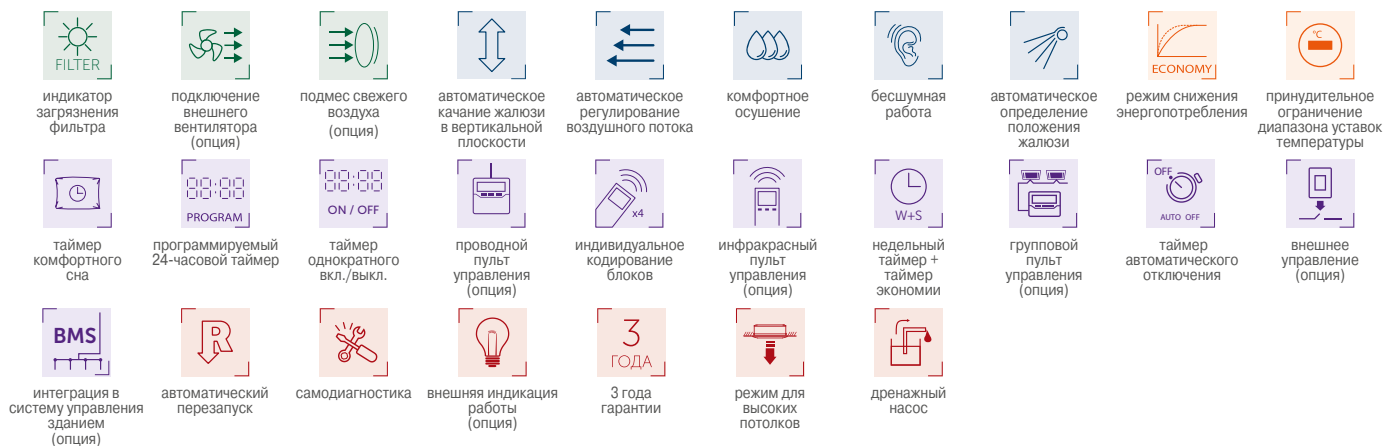 FILTER
индикатор
загрязнения
фильтра
подключение
внешнего
вентилятора
(опция)
подмес свежего
воздуха
(опция)
автоматическое
качание жалюзи
в вертикальной
плоскости
автоматическое
регулирование
воздушного потока
комфортное
осушение
бесшумная
работа
автоматическое
определение
положения
жалюзи
ECONOMY
режим снижения
энергопотребления
°C
принудительное
ограничение
диапазона уставок
температуры
таймер
комфортного
сна
88:88
PROGRAM
программируемый
24-часовой таймер
88:88
ON / OFF
таймер
однократного
вкл./выкл.
проводной
пульт
управления
(опция)
x4
индивидуальное
кодирование
блоков
инфракрасный
пульт
управления
(опция)
W+S
недельный
таймер +
таймер
экономии
групповой
пульт
управления
(опция)
OFF
AUTO OFF
таймер
автоматического
отключения
внешнее
управление
(опция)
BMS
интеграция в
систему управления
зданием
(опция)
R
автоматический
перезапуск
самодиагностика
внешняя индикация
работы
(опция)
3
ГОДА
3 года
гарантии
режим для
высоких
потолков
дренажный
насос